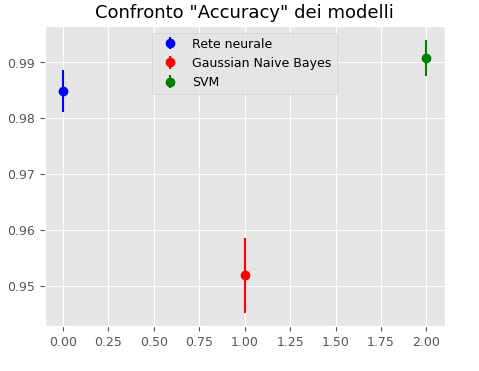 Confronto "Accuracy" dei modelli
Rete neurale
Gaussian Naive Bayes
SVM
0.99
0.98
0.97
0.96
0.95
0.00 0.25 0.50 0.75 1.00 1.25 1.50 1.75 2.00